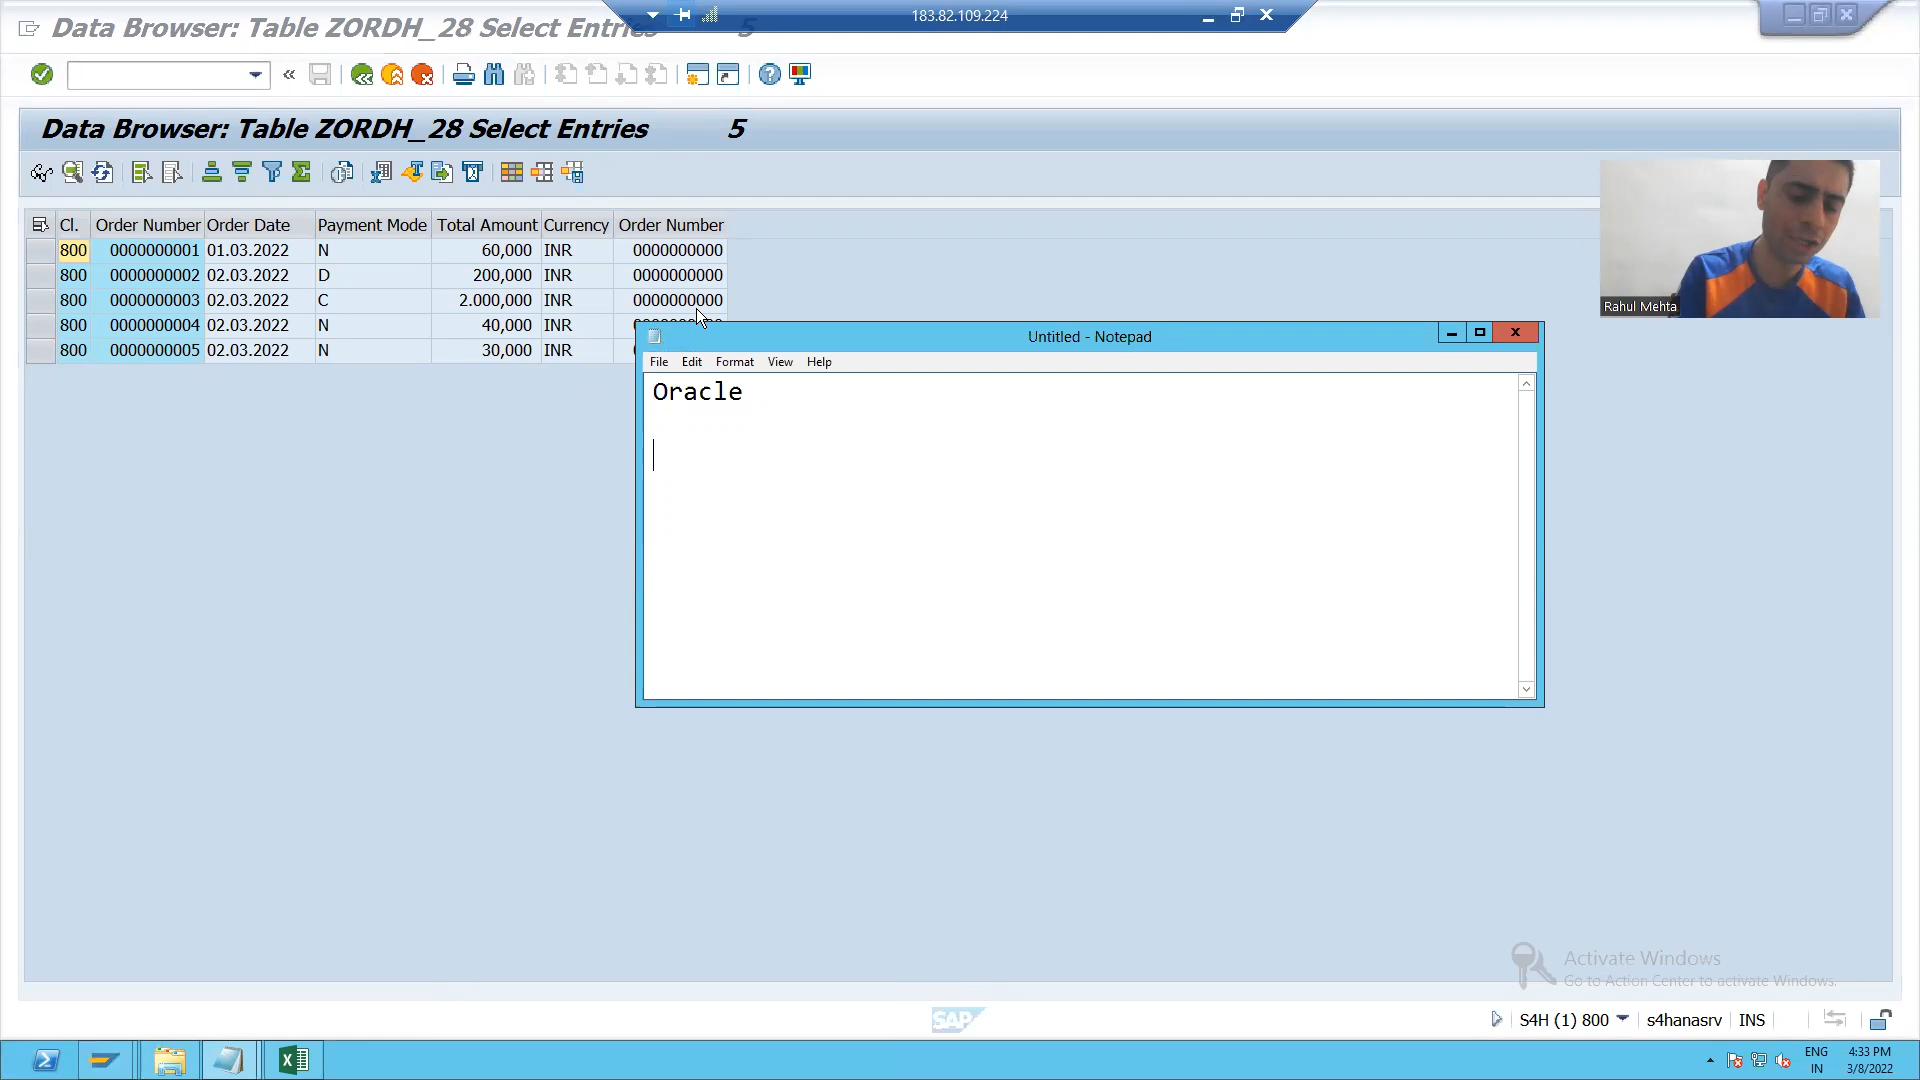 Data Browser: Table ZORDH_28 Select Entries 5
183.82.109.224
Data Browser: Table ZORDH_28 Select Entries 5
Cl. Order Number Order Date Payment Mode Total Amount Currency Order Number
800 0000000001 01.03.2022 N 60,000 INR 0000000000
800 0000000002 02.03.2022 D 200,000 INR 0000000000
800 0000000003 02.03.2022 C 2.000,000 INR 0000000000
800 0000000004 02.03.2022 N 40,000 INR
800 0000000005 02.03.2022 N 30,000 INR
Rahul Mehta
Untitled - Notepad
File Edit Format View Help
Oracle
Activate Windows
Go to Action Center to activate Windows.
SAP
S4H (1) 800 s4hanasrv INS
ENG 4:33 PM
IN 3/8/2022